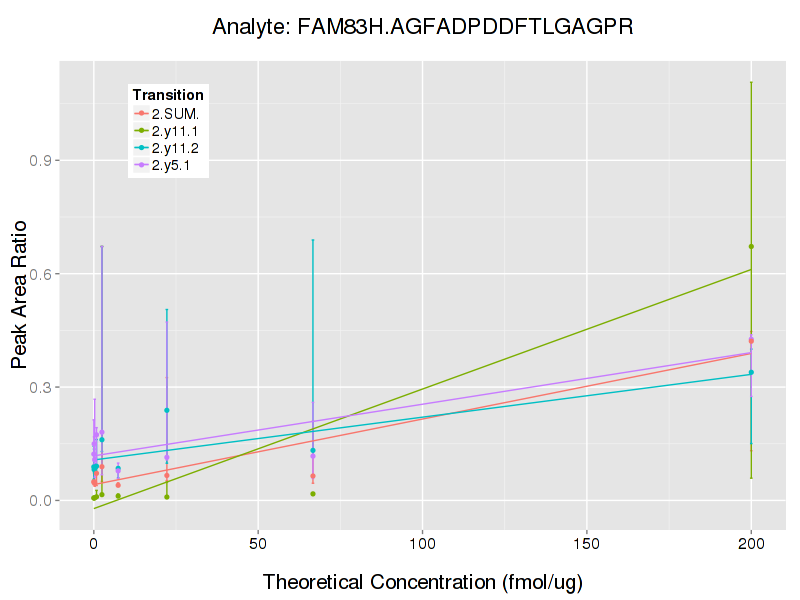 Analyte: FAM83H.AGFADPDDFTLGAGPR
Transition
2.SUM.
2.y11.1
2.y11.2
2.y5.1
Peak Area Ratio
0.9
0.6
0.3
0.0
0 50 100 150 200
Theoretical Concentration (fmol/ug)